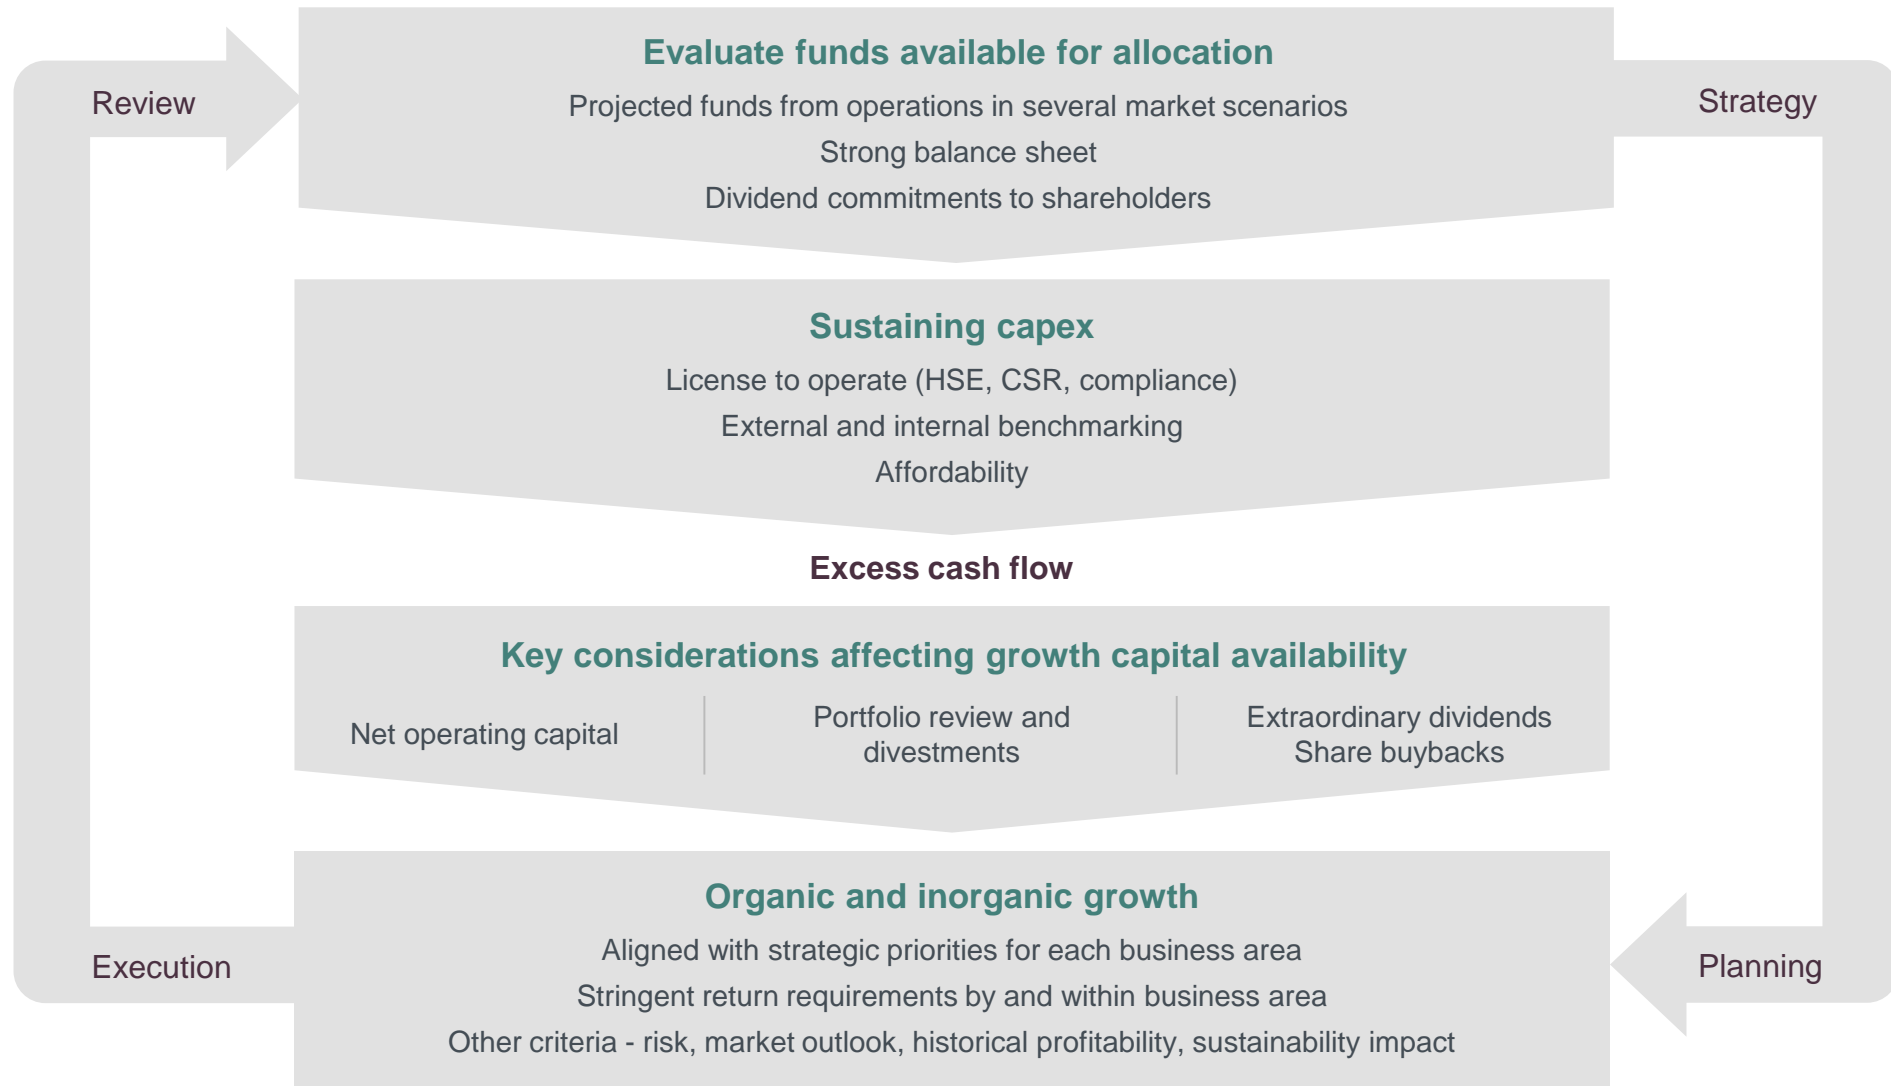 Evaluate funds available for allocation
Review
Projected funds from operations in several market scenarios
Strategy
Strong balance sheet
Dividend commitments to shareholders
Sustaining capex
License to operate (HSE, CSR, compliance)
External and internal benchmarking
Affordability
Excess cash flow
Key considerations affecting growth capital availability
Net operating capital
Portfolio review and
divestments
Extraordinary dividends
Share buybacks
Organic and inorganic growth
Aligned with strategic priorities for each business area
Execution
Planning
Stringent return requirements by and within business area
Other criteria - risk, market outlook, historical profitability, sustainability impact